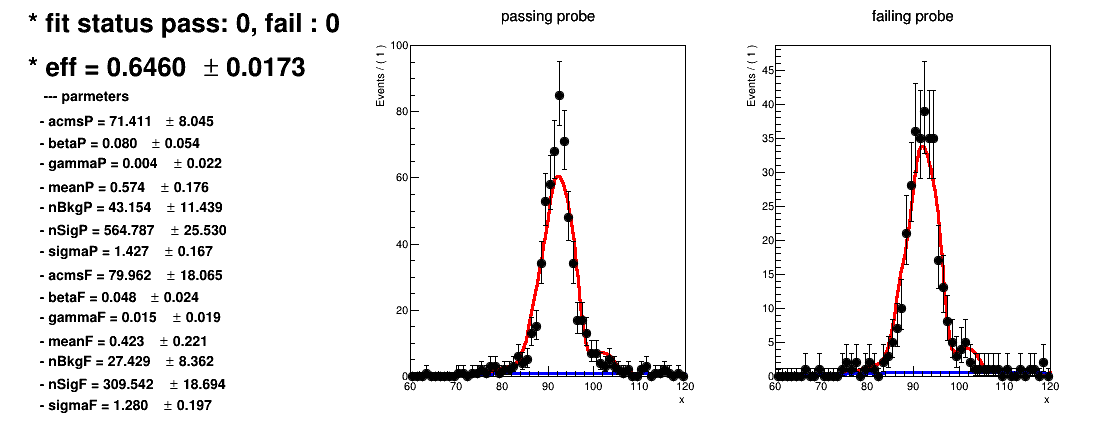 * fit status pass: 0, fail : 0
* eff = 0.6460 ± 0.0173
--- parmeters
- acmsP = 71.411 ± 8.045
- betaP = 0.080 ± 0.054
- gammaP = 0.004 ± 0.022
- meanP = 0.574 ± 0.176
- nBkgP = 43.154 ± 11.439
- nSigP = 564.787 ± 25.530
- sigmaP = 1.427 ± 0.167
- acmsF = 79.962 ± 18.065
- betaF = 0.048 ± 0.024
- gammaF = 0.015 ± 0.019
- meanF = 0.423 ± 0.221
- nBkgF = 27.429 ± 8.362
- nSigF = 309.542 ± 18.694
- sigmaF = 1.280 ± 0.197
passing probe
Events / ( 1 )
100
80
60
40
20
0
60 70 80 90 100 110 120
x
failing probe
Events / ( 1 )
45
40
35
30
25
20
15
10
5
0
60 70 80 90 100 110 120
x